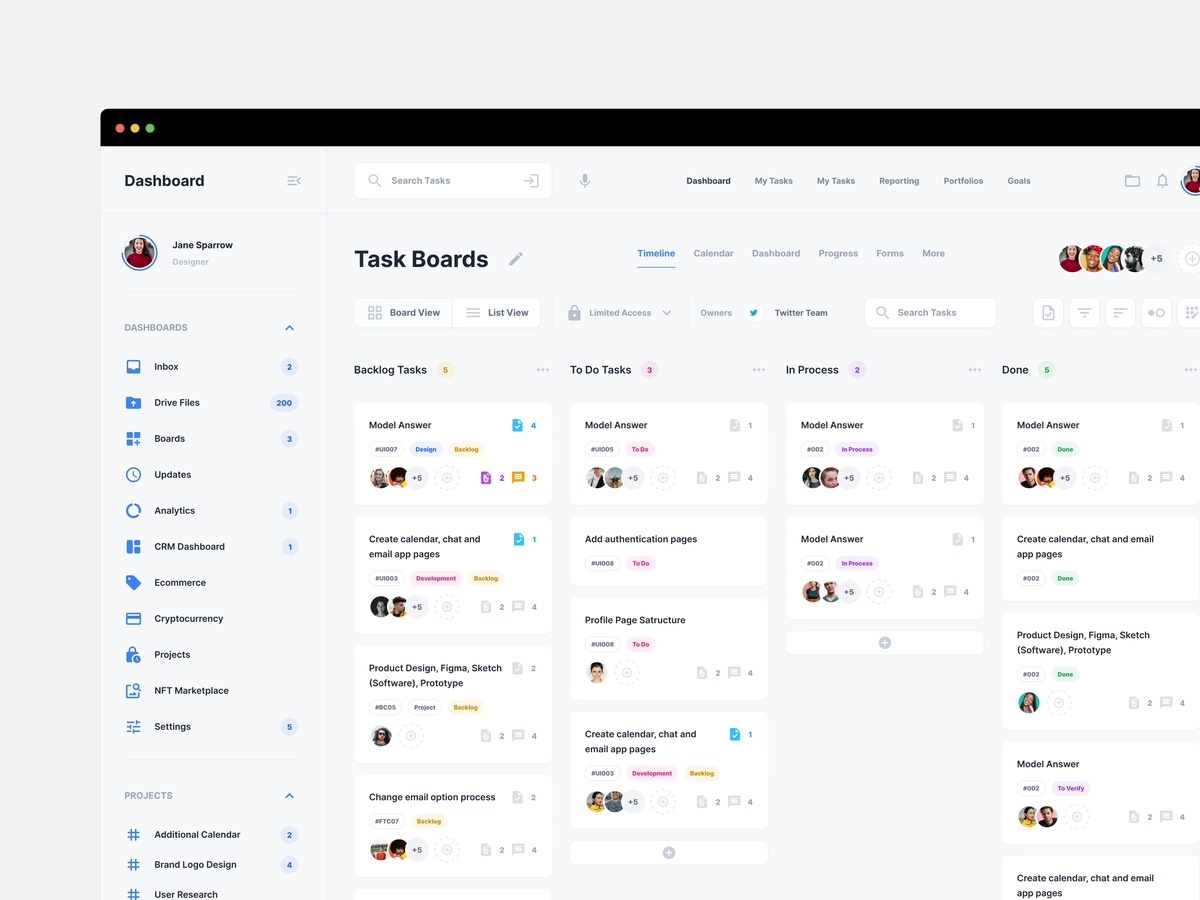 Dashboard
Search Tasks
Dashboard
My Tasks
My Tasks
Reporting
Portfolios
Goals
Jane Sparrow
Designer
DASHBOARDS
Inbox 2
Drive Files 200
Boards 3
Updates
Analytics 1
CRM Dashboard 1
Ecommerce
Cryptocurrency
Projects
NFT Marketplace
Settings 5
PROJECTS
Additional Calendar 2
Brand Logo Design 4
User Research
Task Boards
Timeline
Calendar
Dashboard
Progress
Forms
More
+5
Board View
List View
Limited Access
Owners
Twitter Team
Search Tasks
Backlog Tasks 5
Model Answer 4
#UI007 Design Backlog
+5 2 3
Create calendar, chat and 1
email app pages
#UI003 Development Backlog
+5 2 4
Product Design, Figma, Sketch 2
(Software), Prototype
#BC05 Project Backlog
2 4
Change email option process 2
#FTC07 Backlog
+5 2 4
To Do Tasks 3
Model Answer 1
#UI005 To Do
+5 2 4
Add authentication pages
#UI008 To Do
Profile Page Satructure
#UI008 To Do
2 4
Create calendar, chat and 1
email app pages
#UI003 Development Backlog
+5 2 4
In Process 2
Model Answer 1
#002 In Process
+5 2 4
Model Answer 1
#002 In Process
+5 2 4
Done 5
Model Answer 1
#002 Done
+5 2 4
Create calendar, chat and email
app pages
#002 Done
Product Design, Figma, Sketch
(Software), Prototype
#002 Done
2 4
Model Answer
#002 To Verify
2 4
Create calendar, chat and email
app pages